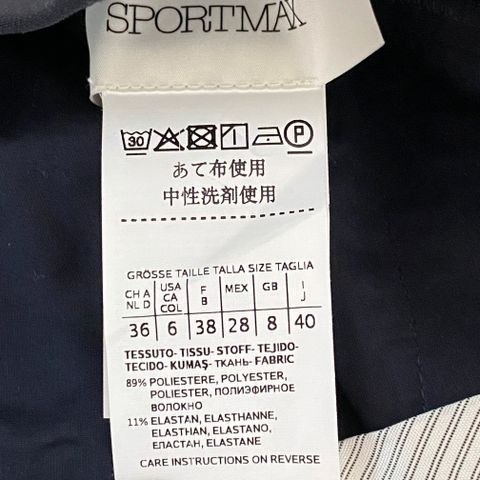 SPORTMAX
30 P
あて布使用
中性洗剤使用
GRÖSSE TAILLE TALLA SIZE TAGLIA
CH A NL D USA CA COL F B MEX GB I J
36 6 38 28 8 40
TESSUTO- TISSU- STOFF- TEJIDO-
TECIDO- KUMAŞ- ТКАНЬ- FABRIC
89% POLIESTERE, POLYESTER,
POLIESTER, ПОЛИЭФИРНОЕ
ВОЛОКНО
11% ELASTAN, ELASTHANNE,
ELASTHAN, ELASTANO,
ЕЛАСТАН, ELASTANE
CARE INSTRUCTIONS ON REVERSE